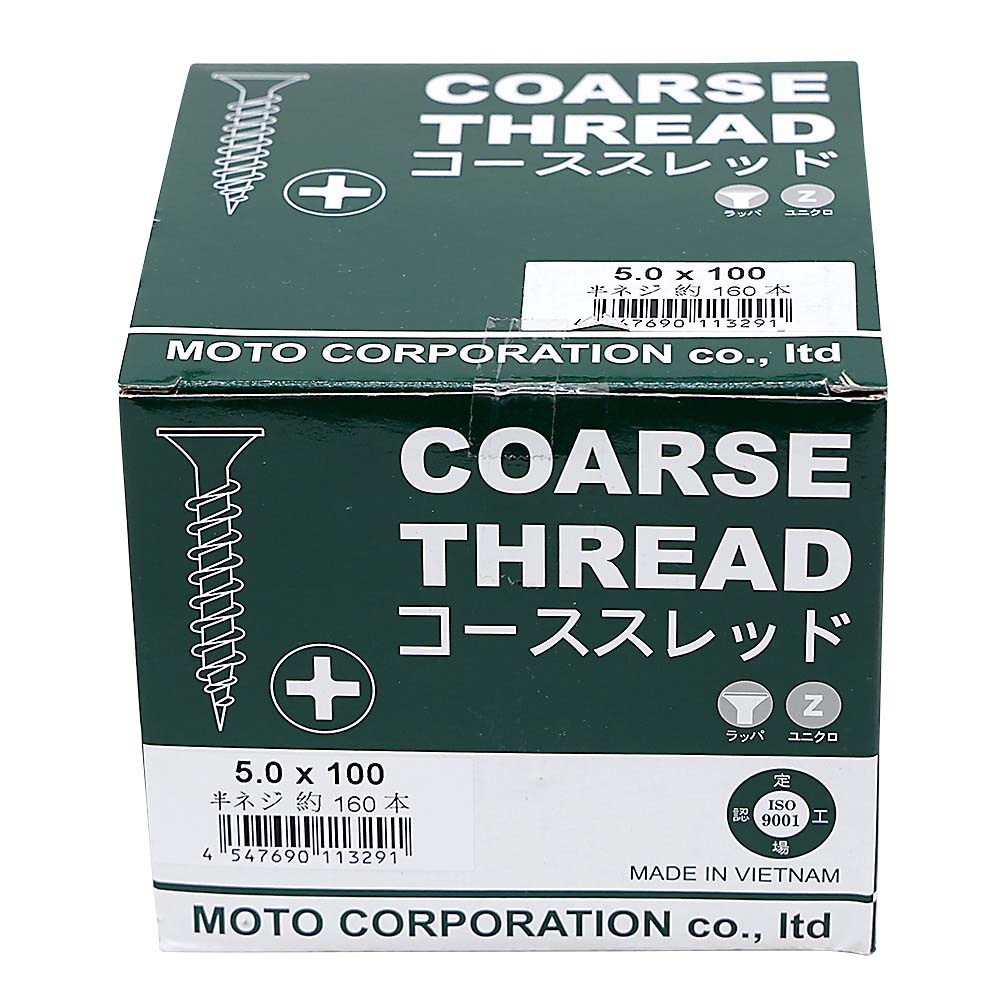 COARSE
THREAD
コーススレッド
Z
ラッパ ユニクロ
5.0 x 100
半ネジ 約 160 本
47690 113291
MOTO CORPORATION co., ltd
COARSE
THREAD
コーススレッド
Z
ラッパ ユニクロ
5.0 x 100
半ネジ 約 160 本
4 547690 113291
認定工場
ISO
9001
MADE IN VIETNAM
MOTO CORPORATION co., ltd